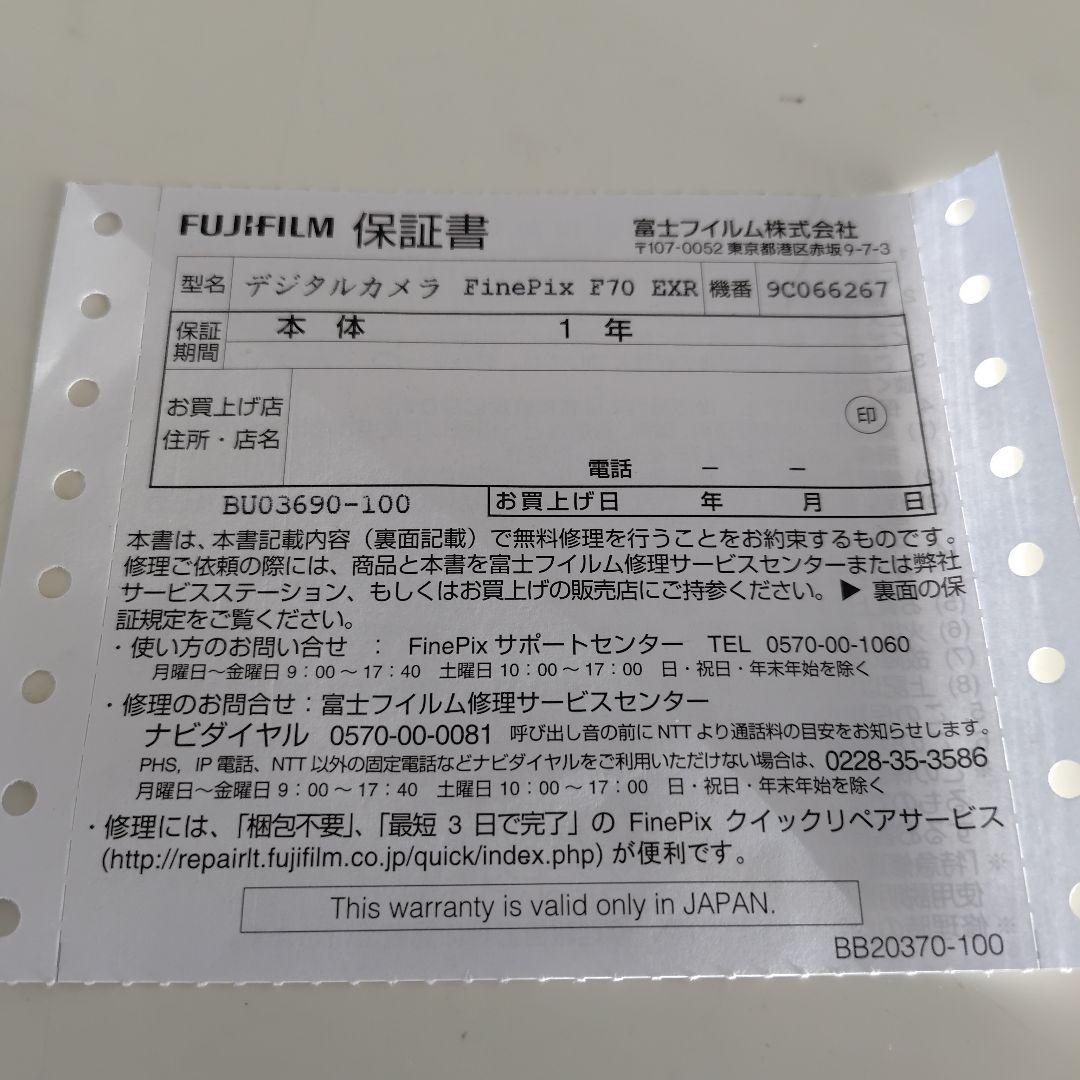 FUJIFILM 保証書
富士フイルム株式会社
〒107-0052 東京都港区赤坂9-7-3
型名 デジタルカメラ FinePix F70 EXR 機番 9C066267
保証期間 本体 1年
お買上げ店
住所・店名
印
電話 ー ー
BU03690-100
お買上げ日 年 月 日
本書は、本書記載内容（裏面記載）で無料修理を行うことをお約束するものです。
修理ご依頼の際には、商品と本書を富士フイルム修理サービスセンターまたは弊社
サービスステーション、もしくはお買上げの販売店にご持参ください。▶ 裏面の保
証規定をご覧ください。
・使い方のお問い合せ ： FinePix サポートセンター TEL 0570-00-1060
月曜日～金曜日 9：00～17：40 土曜日 10：00～17：00 日・祝日・年末年始を除く
・修理のお問合せ：富士フイルム修理サービスセンター
ナビダイヤル 0570-00-0081 呼び出し音の前にNTTより通話料の目安をお知らせします。
PHS, IP電話、NTT以外の固定電話などナビダイヤルをご利用いただけない場合は、0228-35-3586
月曜日～金曜日 9：00～17：40 土曜日 10：00～17：00 日・祝日・年末年始を除く
・修理には、「梱包不要」、「最短 3 日で完了」の FinePix クイックリペアサービス
(http://repairlt.fujifilm.co.jp/quick/index.php) が便利です。
This warranty is valid only in JAPAN.
BB20370-100